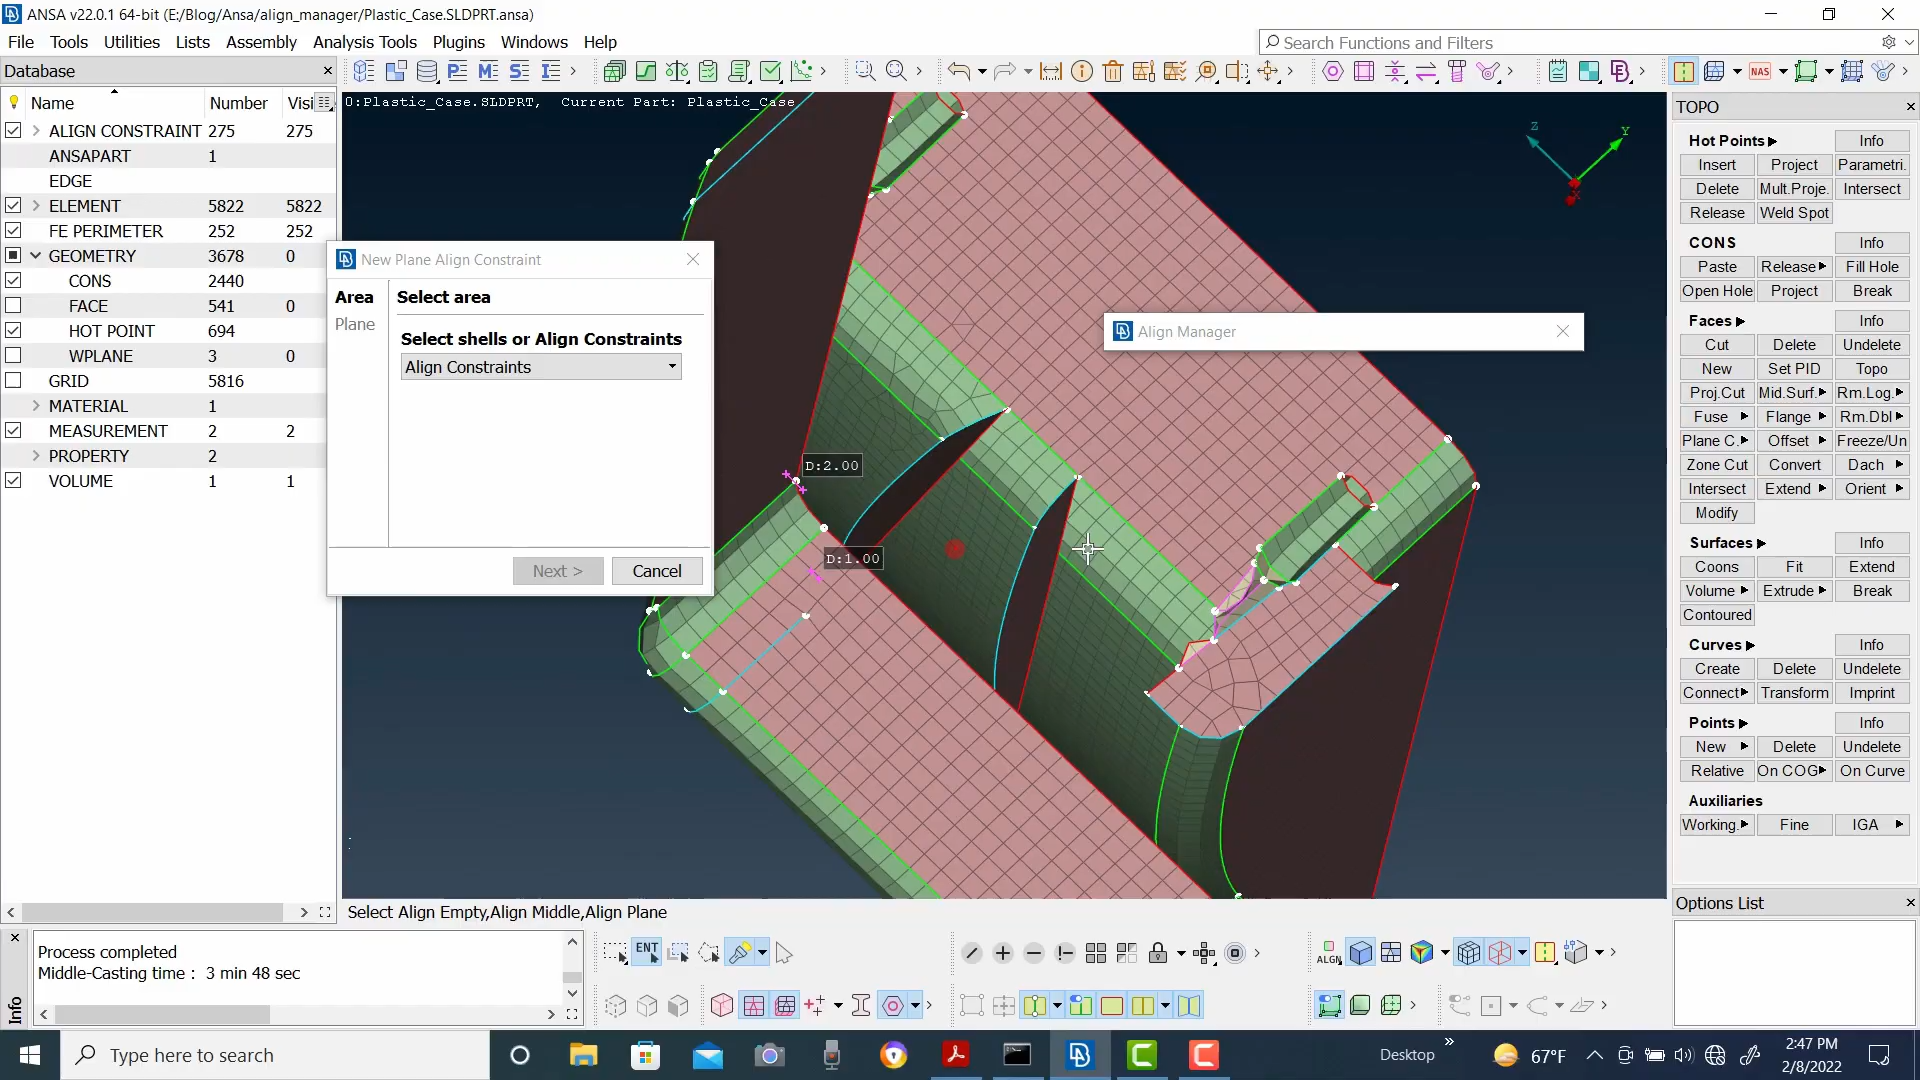 ANSA v22.0.1 64-bit (E:/Blog/Ansa/align_manager/Plastic_Case.SLDPRT.ansa)
File Tools Utilities Lists Assembly Analysis Tools Plugins Windows Help
Search Functions and Filters
Database
Name Number Visi
ALIGN CONSTRAINT 275 275
ANSAPART 1
EDGE
ELEMENT 5822 5822
FE PERIMETER 252 252
GEOMETRY 3678 0
CONS 2440
FACE 541 0
HOT POINT 694
WPLANE 3 0
GRID 5816
MATERIAL 1
MEASUREMENT 2 2
PROPERTY 2
VOLUME 1 1
NAS
0:Plastic_Case.SLDPRT, Current Part: Plastic_Case
Z Y
X
New Plane Align Constraint
Area
Plane
Select area
Select shells or Align Constraints
Align Constraints
Next > Cancel
Align Manager
D:2.00
D:1.00
TOPO
Hot Points Info
Insert Project Parametri.
Delete Mult.Proje. Intersect
Release Weld Spot
CONS Info
Paste Release Fill Hole
Open Hole Project Break
Faces Info
Cut Delete Undelete
New Set PID Topo
Proj.Cut Mid.Surf. Rm.Log.
Fuse Flange Rm.Dbl
Plane C. Offset Freeze/Un
Zone Cut Convert Dach
Intersect Extend Orient
Modify
Surfaces Info
Coons Fit Extend
Volume Extrude Break
Contoured
Curves Info
Create Delete Undelete
Connect Transform Imprint
Points Info
New Delete Undelete
Relative On COG On Curve
Auxiliaries
Working. Fine IGA
Options List
Select Align Empty,Align Middle,Align Plane
Info
Process completed
Middle-Casting time : 3 min 48 sec
ENT
ALGN
Type here to search
Desktop
67°F
2:47 PM
2/8/2022